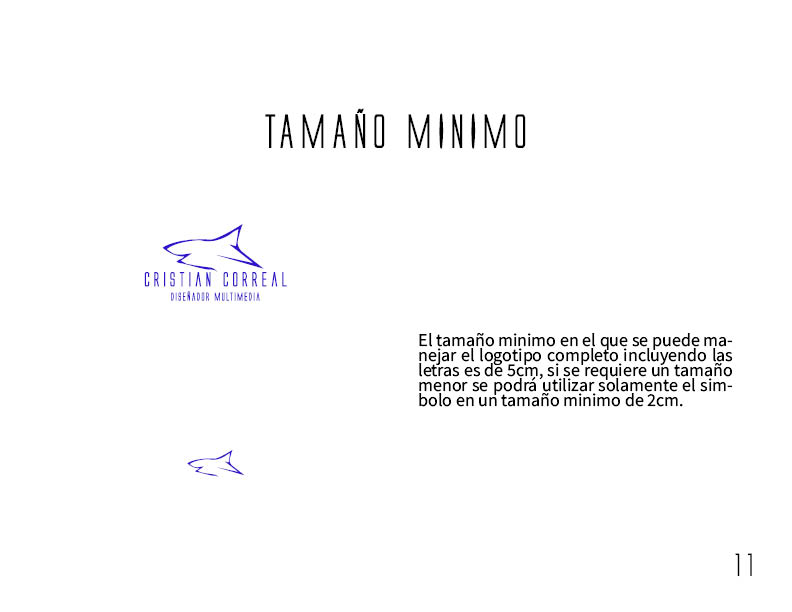 TAMAÑO MINIMO
CRISTIAN CORREAL
DISEÑADOR MULTIMEDIA
El tamaño minimo en el que se puede ma-
nejar el logotipo completo incluyendo las
letras es de 5cm, si se requiere un tamaño
menor se podrá utilizar solamente el sim-
bolo en un tamaño minimo de 2cm.
11